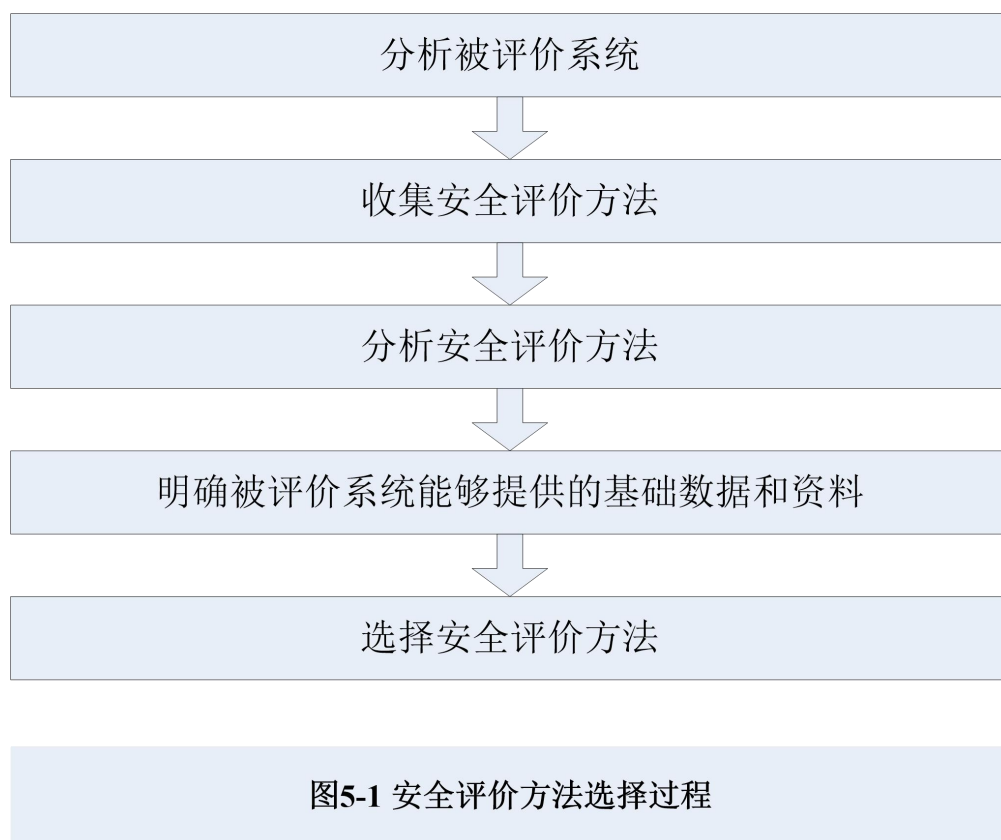 分析被评价系统
收集安全评价方法
分析安全评价方法
明确被评价系统能够提供的基础数据和资料
选择安全评价方法
图5-1 安全评价方法选择过程